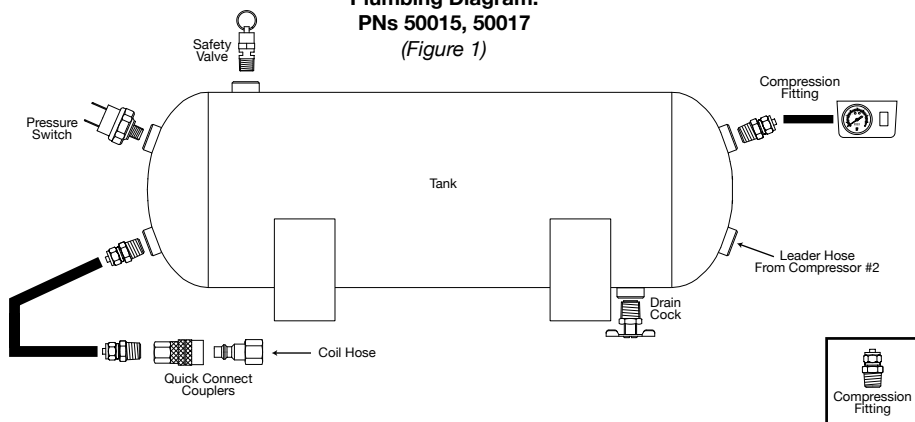 Plumbing Diagram:
PNs 50015, 50017
(Figure 1)
Safety
Valve
Compression
Fitting
Pressure
Switch
Tank
Leader Hose
From Compressor #2
Drain
Cock
Coil Hose
Quick Connect
Couplers
Compression
Fitting